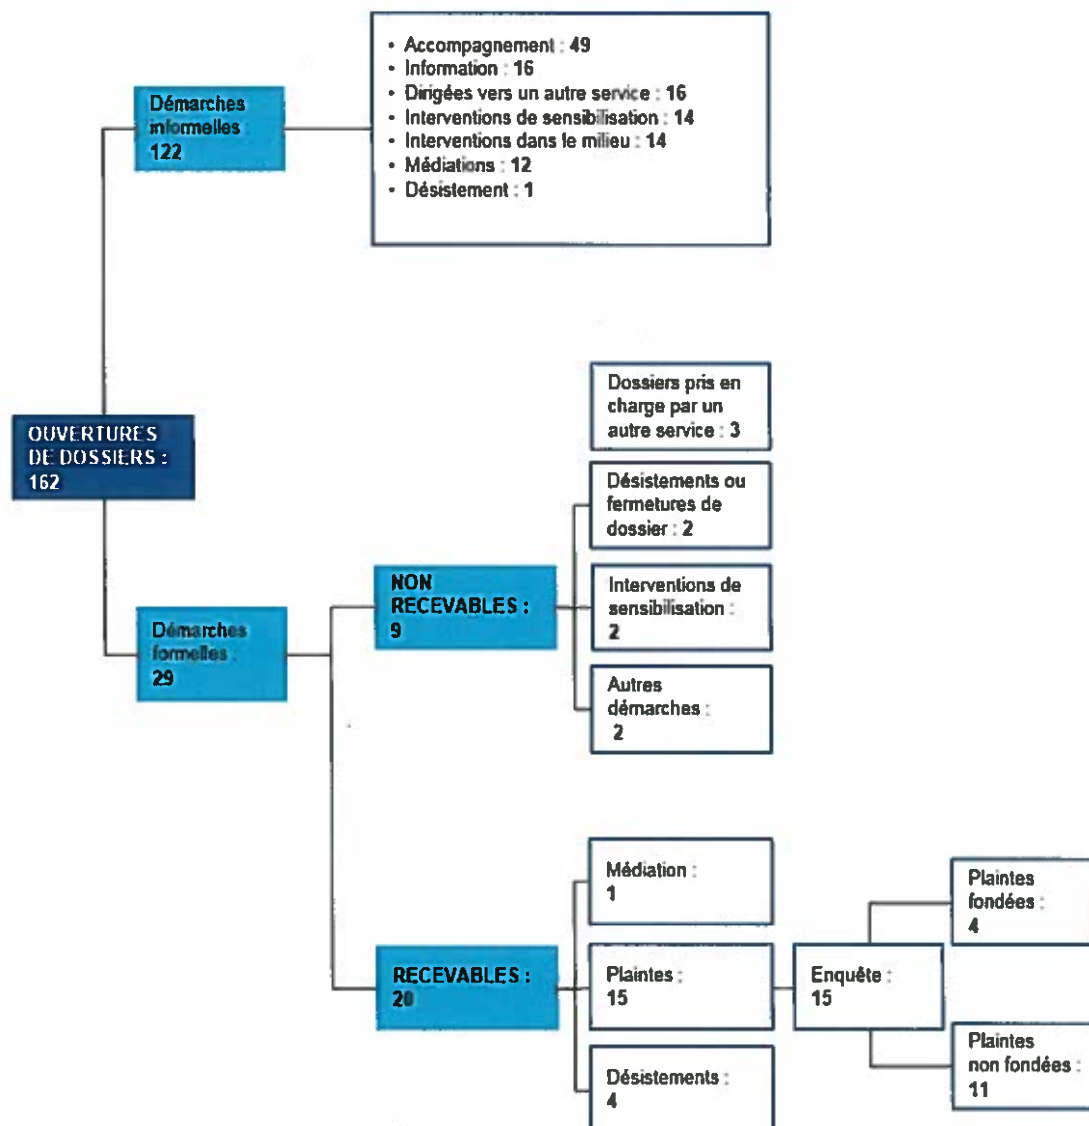 • Accompagnement : 49
• Information : 16
• Dirigées vers un autre service : 16
• Interventions de sensibilisation : 14
• Interventions dans le milieu : 14
• Médiations : 12
• Désistement : 1
Démarches
informelles :
122
OUVERTURES
DE DOSSIERS :
162
Démarches
formelles :
29
NON
RECEVABLES :
9
Dossiers pris en
charge par un
autre service : 3
Désistements ou
fermetures de
dossier : 2
Interventions de
sensibilisation :
2
Autres
démarches :
2
RECEVABLES :
20
Médiation :
1
Plaintes :
15
Désistements :
4
Enquête :
15
Plaintes
fondées :
4
Plaintes
non fondées :
11